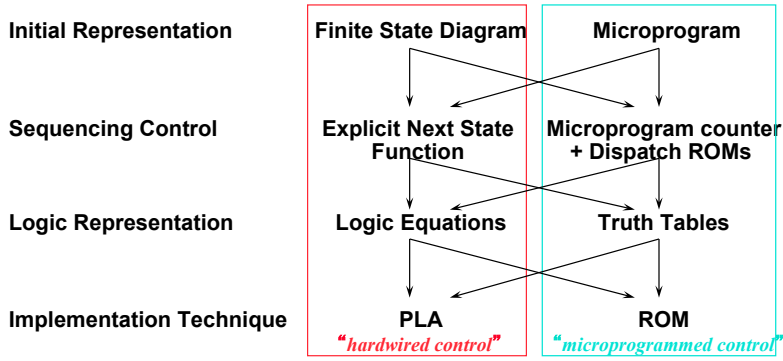 Initial Representation Finite State Diagram Microprogram
Sequencing Control Explicit Next State Function Microprogram counter + Dispatch ROMs
Logic Representation Logic Equations Truth Tables
Implementation Technique PLA ROM
“hardwired control” “microprogrammed control”